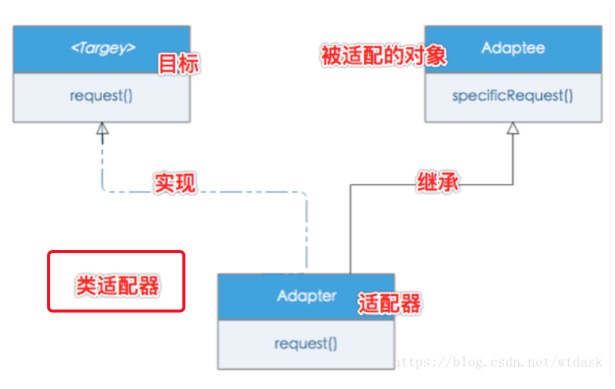 <Targey>
目标
request()
Adaptee
被适配的对象
specificRequest()
实现
继承
类适配器
Adapter
适配器
request()
https://blog.csdn.net/wtdask